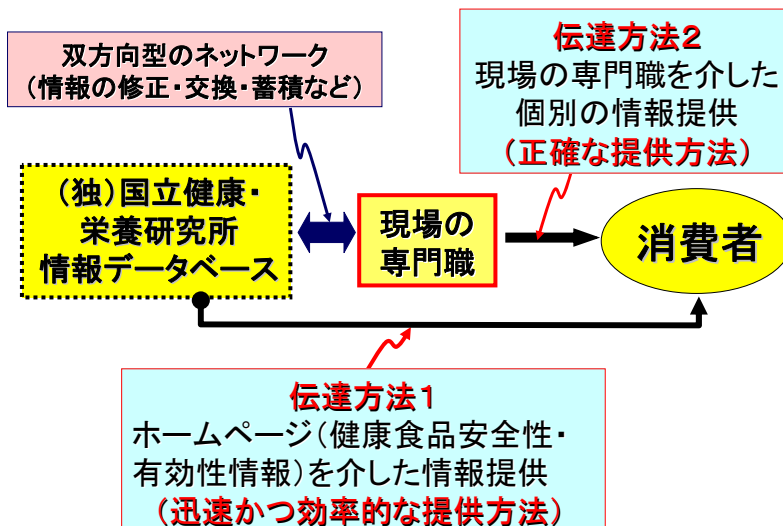 双方向型のネットワーク
（情報の修正・交換・蓄積など）
伝達方法２
現場の専門職を介した
個別の情報提供
（正確な提供方法）
（独）国立健康・
栄養研究所
情報データベース
現場の
専門職
消費者
伝達方法１
ホームページ（健康食品安全性・
有効性情報）を介した情報提供
（迅速かつ効率的な提供方法）